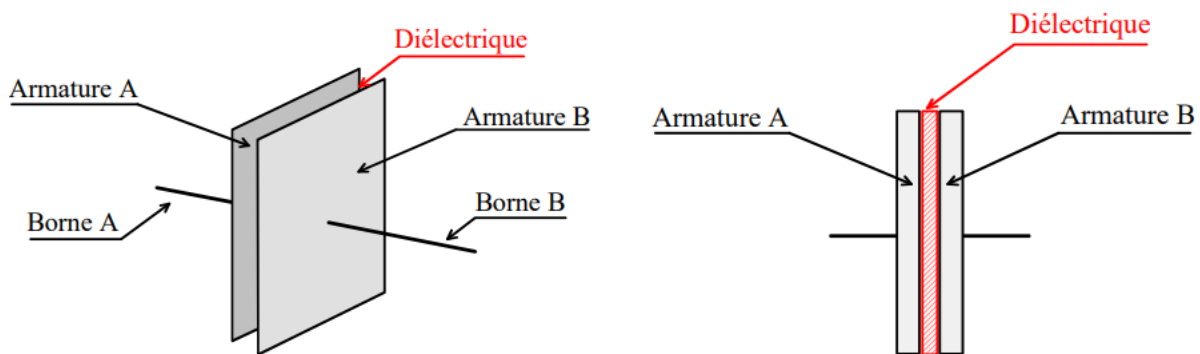 Diélectrique
Armature A
Armature B
Borne A
Borne B
Diélectrique
Armature A
Armature B